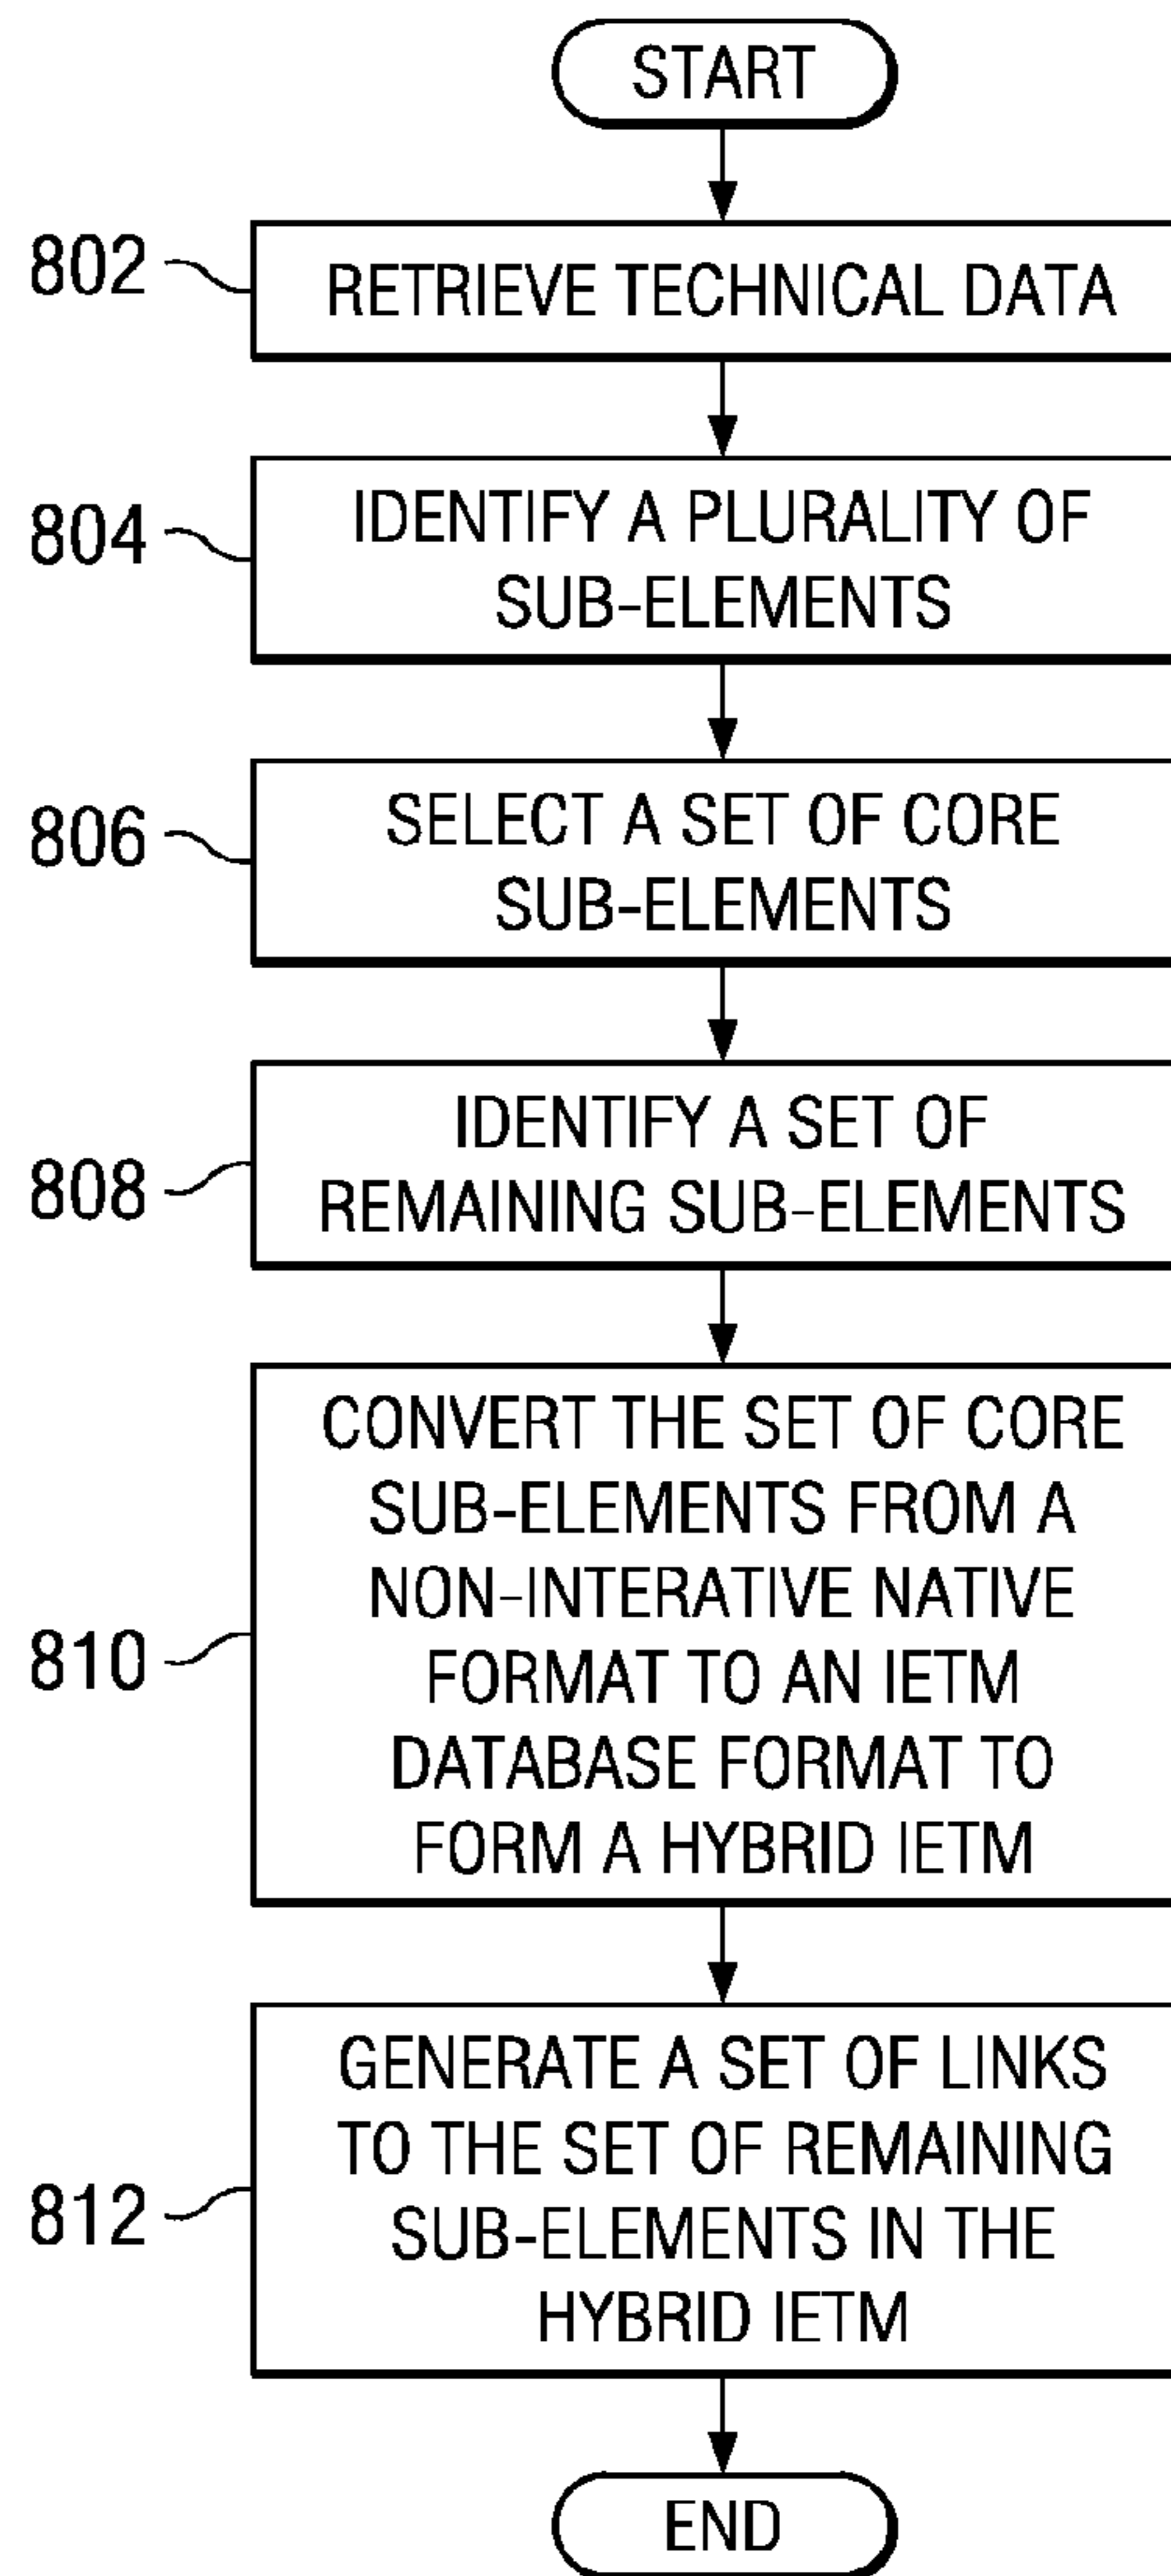 START
802
RETRIEVE TECHNICAL DATA
804
IDENTIFY A PLURALITY OF
SUB-ELEMENTS
806
SELECT A SET OF CORE
SUB-ELEMENTS
808
IDENTIFY A SET OF
REMAINING SUB-ELEMENTS
810
CONVERT THE SET OF CORE
SUB-ELEMENTS FROM A
NON-INTERATIVE NATIVE
FORMAT TO AN IETM
DATABASE FORMAT TO
FORM A HYBRID IETM
812
GENERATE A SET OF LINKS
TO THE SET OF REMAINING
SUB-ELEMENTS IN THE
HYBRID IETM
END